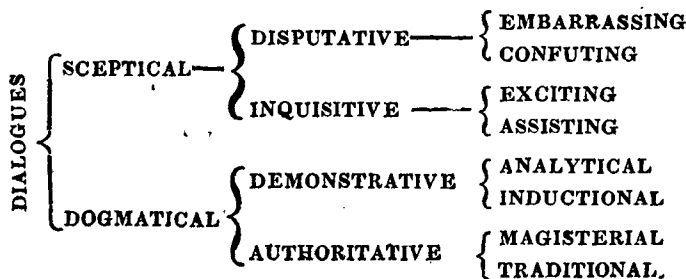 DIALOGUES
SCEPTICAL
DISPUTATIVE
EMBARRASSING
CONFUTING
INQUISITIVE
EXCITING
ASSISTING
DOGMATICAL
DEMONSTRATIVE
ANALYTICAL
INDUCTIONAL
AUTHORITATIVE
MAGISTERIAL
TRADITIONAL.